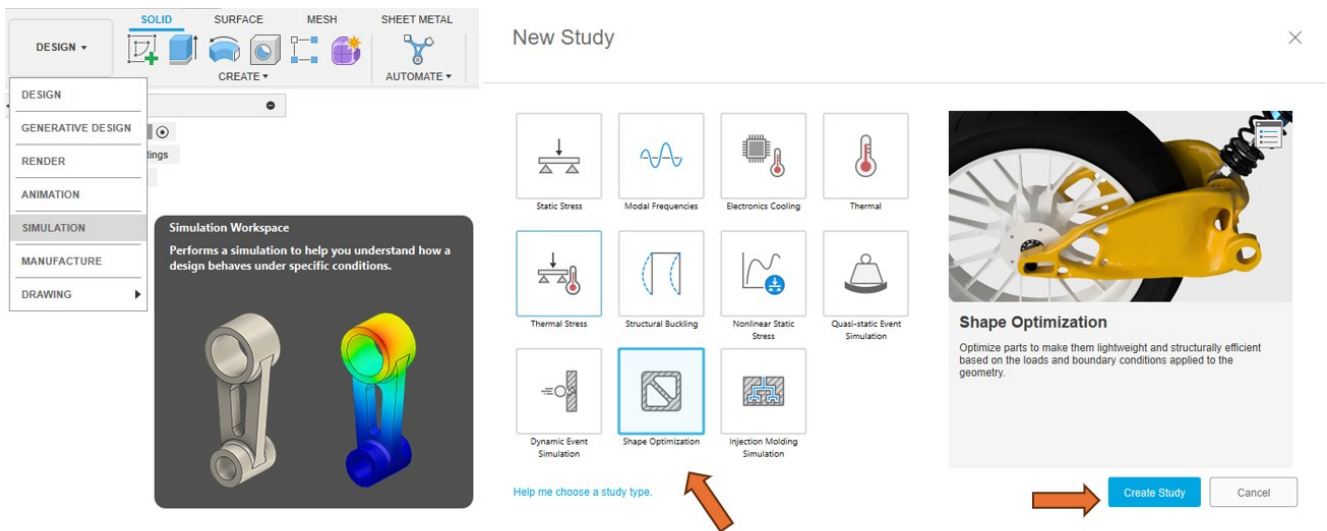 SOLID
SURFACE
MESH
SHEET METAL
DESIGN
CREATE
AUTOMATE
DESIGN
GENERATIVE DESIGN
tings
RENDER
ANIMATION
SIMULATION
MANUFACTURE
DRAWING
Simulation Workspace
Performs a simulation to help you understand how a
design behaves under specific conditions.
New Study
Static Stress
Modal Frequencies
Electronics Cooling
Thermal
Thermal Stress
Structural Buckling
Nonlinear Static
Stress
Quasi-static Event
Simulation
Dynamic Event
Simulation
Shape Optimization
Injection Molding
Simulation
Help me choose a study type.
Shape Optimization
Optimize parts to make them lightweight and structurally efficient
based on the loads and boundary conditions applied to the
geometry.
Create Study
Cancel